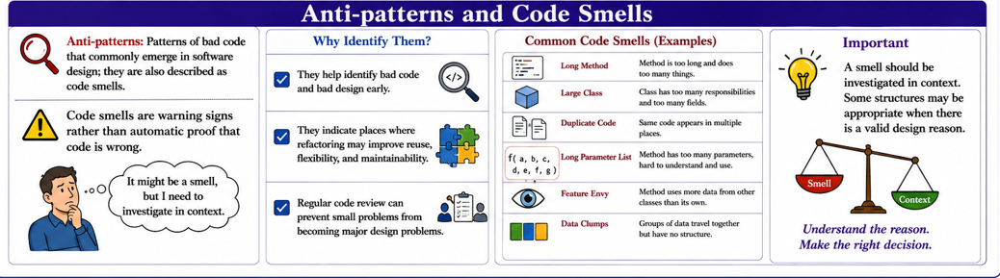 Anti-patterns and Code Smells
Anti-patterns: Patterns of bad code
that commonly emerge in software
design; they are also described as
code smells.
Code smells are warning signs
rather than automatic proof that
code is wrong.
It might be a smell,
but I need to
investigate in context.
Why Identify Them?
</>
They help identify bad code
and bad design early.
They indicate places where
refactoring may improve reuse,
flexibility, and maintainability.
Regular code review can
prevent small problems from
becoming major design problems.
Common Code Smells (Examples)
Long Method
Method is too long and does
too many things.
Large Class
Class has too many responsibilities
and too many fields.
Duplicate Code
Same code appears in multiple
places.
f( a, b, c,
d, e, f, g )
Long Parameter List
Method has too many parameters,
hard to understand and use.
Feature Envy
Method uses more data from other
classes than its own.
Data Clumps
Groups of data travel together
but have no structure.
Important
A smell should be
investigated in context.
Some structures may be
appropriate when there
is a valid design reason.
Smell
Context
Understand the reason.
Make the right decision.